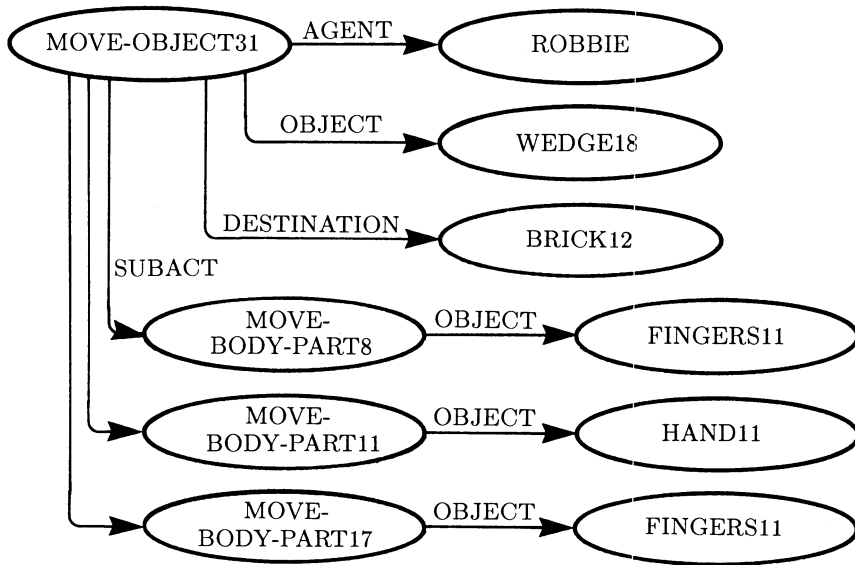 MOVE-OBJECT31
AGENT
ROBBIE
OBJECT
WEDGE18
DESTINATION
BRICK12
SUBACT
MOVE-
BODY-PART8
OBJECT
FINGERS11
MOVE-
BODY-PART11
OBJECT
HAND11
MOVE-
BODY-PART17
OBJECT
FINGERS11